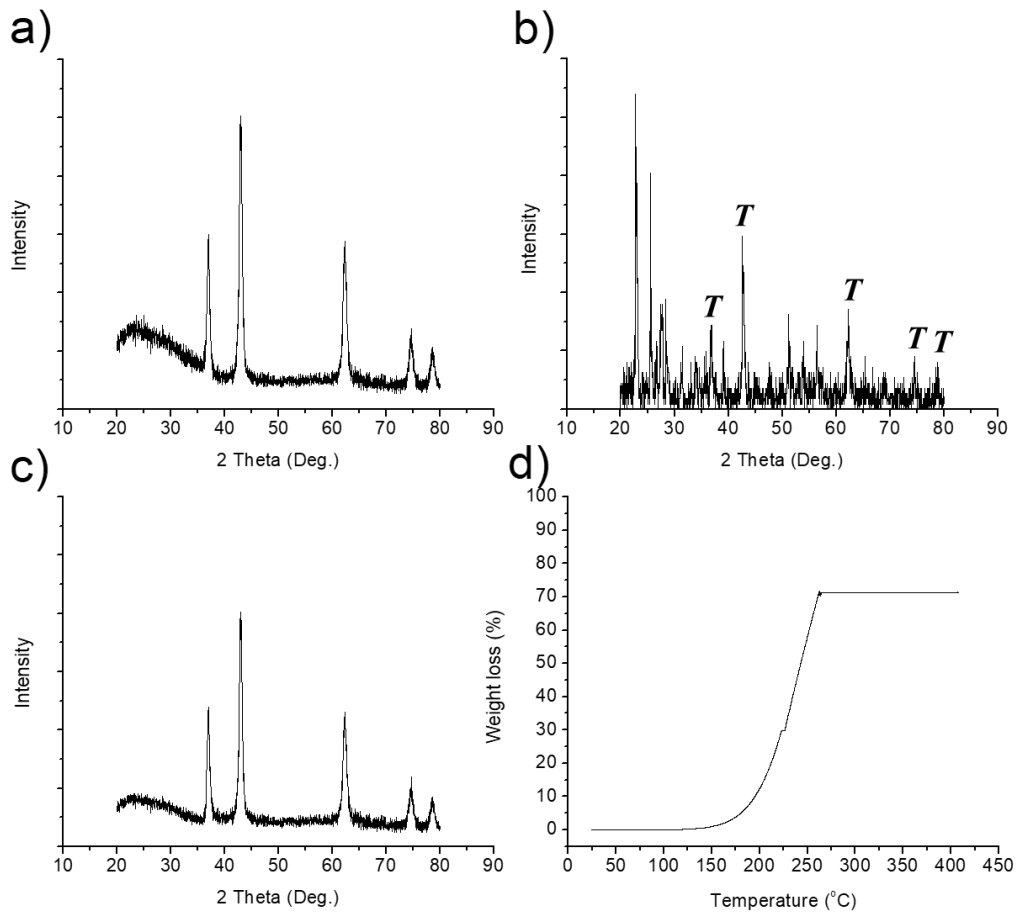 a)
Intensity
10 20 30 40 50 60 70 80 90
2 Theta (Deg.)
b)
Intensity
T T T T T
10 20 30 40 50 60 70 80 90
2 Theta (Deg.)
c)
Intensity
10 20 30 40 50 60 70 80 90
2 Theta (Deg.)
d)
Weight loss (%)
100
90
80
70
60
50
40
30
20
10
0
0 50 100 150 200 250 300 350 400 450
Temperature (°C)